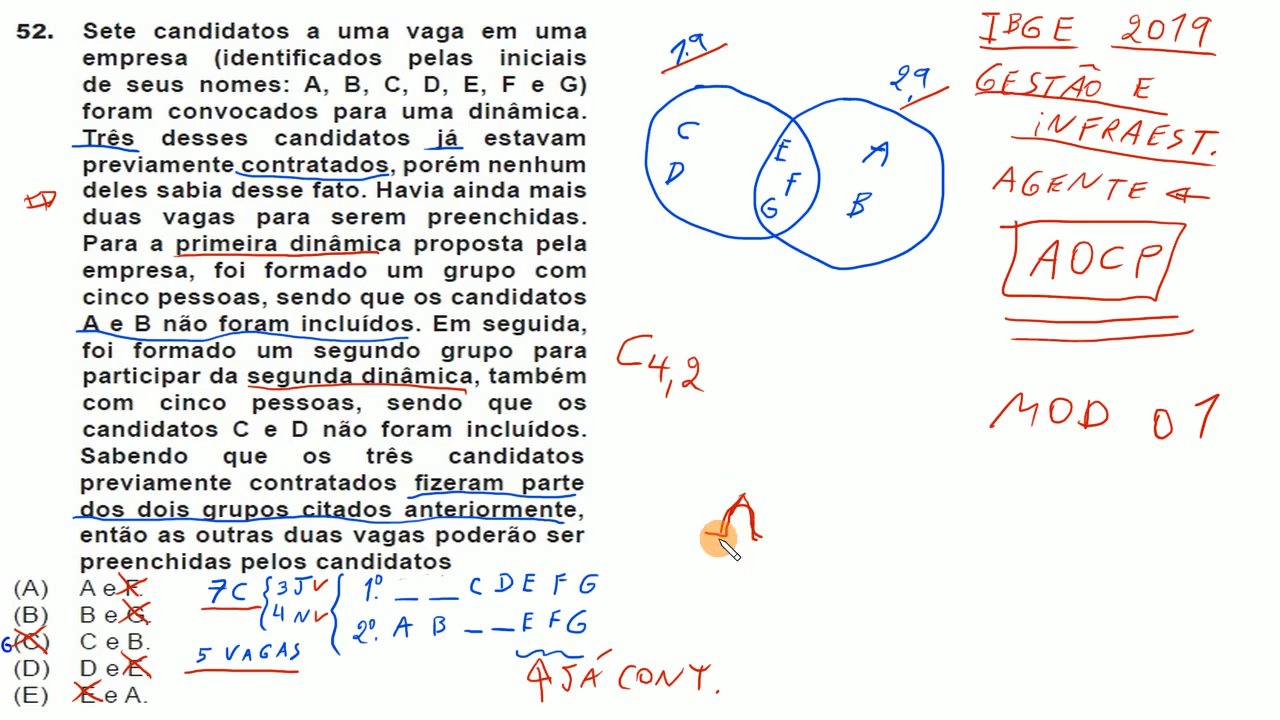 52. Sete candidatos a uma vaga em uma
empresa (identificados pelas iniciais
de seus nomes: A, B, C, D, E, F e G)
foram convocados para uma dinâmica.
Três desses candidatos já estavam
previamente contratados, porém nenhum
deles sabia desse fato. Havia ainda mais
duas vagas para serem preenchidas.
Para a primeira dinâmica proposta pela
empresa, foi formado um grupo com
cinco pessoas, sendo que os candidatos
A e B não foram incluídos. Em seguida,
foi formado um segundo grupo para
participar da segunda dinâmica, também
com cinco pessoas, sendo que os
candidatos C e D não foram incluídos.
Sabendo que os três candidatos
previamente contratados fizeram parte
dos dois grupos citados anteriormente,
então as outras duas vagas poderão ser
preenchidas pelos candidatos
(A) A e F.
(B) B e G.
G (C) C e B.
(D) D e E.
(E) E e A.
7C { 3 J V
4 N V
5 VAGAS
1º. _ _ C D E F G
2º. A B _ _ E F G
JÁ CONT.
1ª
2ª
C
D
E
F
G
A
B
C4,2
A
IBGE 2019
GESTÃO E
INFRAEST.
AGENTE
AOCP
MOD 01